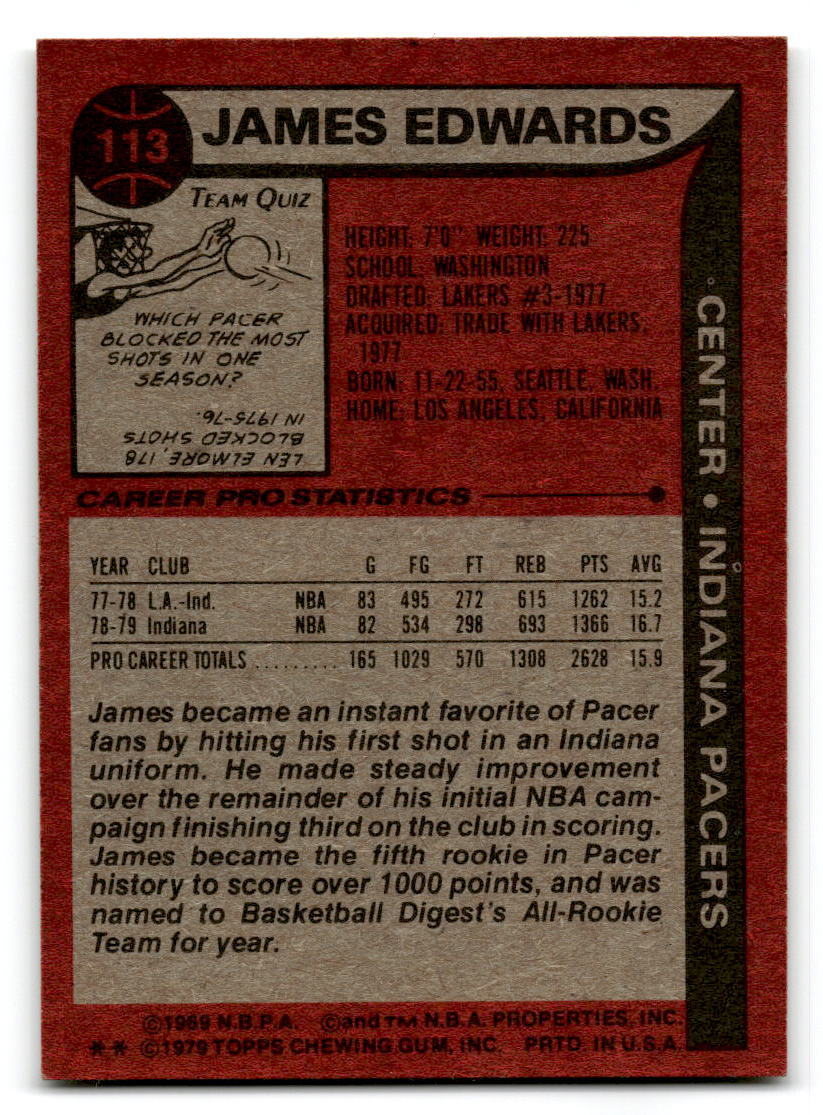 113
JAMES EDWARDS
TEAM QUIZ
WHICH PACER
BLOCKED THE MOST
SHOTS IN ONE
SEASON?
LEN ELMORE, 178
BLOCKED SHOTS
IN 1975-76.
HEIGHT: 7'0" WEIGHT: 225
SCHOOL: WASHINGTON
DRAFTED: LAKERS #3-1977
ACQUIRED: TRADE WITH LAKERS,
1977
BORN: 11-22-55, SEATTLE, WASH.
HOME: LOS ANGELES, CALIFORNIA
CENTER • INDIANA PACERS
CAREER PRO STATISTICS
YEAR CLUB G FG FT REB PTS AVG
77-78 L.A.-Ind. NBA 83 495 272 615 1262 15.2
78-79 Indiana NBA 82 534 298 693 1366 16.7
PRO CAREER TOTALS ......... 165 1029 570 1308 2628 15.9
James became an instant favorite of Pacer
fans by hitting his first shot in an Indiana
uniform. He made steady improvement
over the remainder of his initial NBA cam-
paign finishing third on the club in scoring.
James became the fifth rookie in Pacer
history to score over 1000 points, and was
named to Basketball Digest's All-Rookie
Team for year.
©1969 N.B.P.A. ©and TM N.B.A. PROPERTIES, INC.
** ©1979 TOPPS CHEWING GUM, INC. PRTD. IN U.S.A.